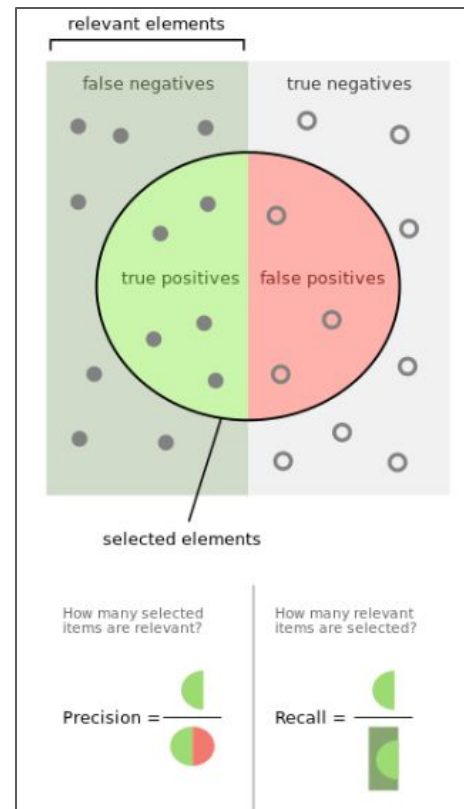 relevant elements
false negatives
true negatives
true positives
false positives
selected elements
How many selected
items are relevant?
How many relevant
items are selected?
Precision =
Recall =